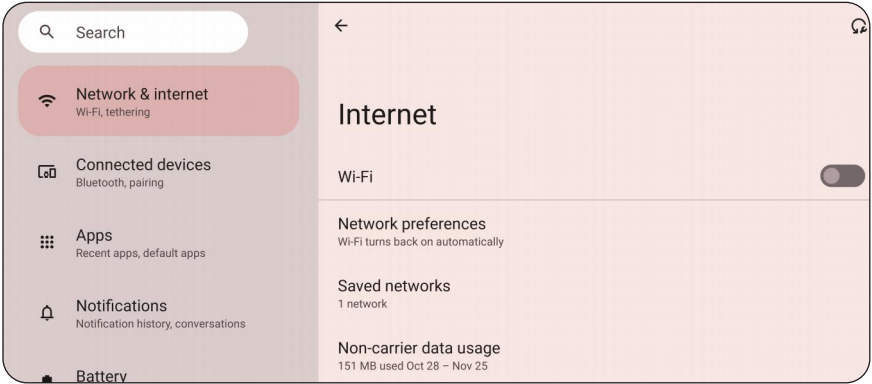 Search
Network & internet
Wi-Fi, tethering
Connected devices
Bluetooth, pairing
Apps
Recent apps, default apps
Notifications
Notification history, conversations
Battery
Internet
Wi-Fi
Network preferences
Wi-Fi turns back on automatically
Saved networks
1 network
Non-carrier data usage
151 MB used Oct 28 – Nov 25